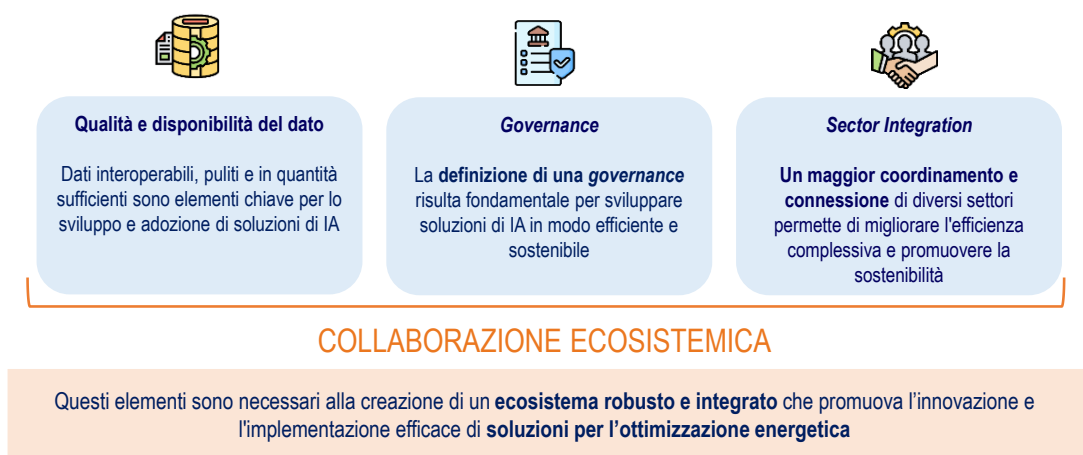 Qualità e disponibilità del dato
Dati interoperabili, puliti e in quantità
sufficienti sono elementi chiave per lo
sviluppo e adozione di soluzioni di IA
Governance
La definizione di una governance
risulta fondamentale per sviluppare
soluzioni di IA in modo efficiente e
sostenibile
Sector Integration
Un maggior coordinamento e
connessione di diversi settori
permette di migliorare l'efficienza
complessiva e promuovere la
sostenibilità
COLLABORAZIONE ECOSISTEMICA
Questi elementi sono necessari alla creazione di un ecosistema robusto e integrato che promuova l’innovazione e
l'implementazione efficace di soluzioni per l’ottimizzazione energetica